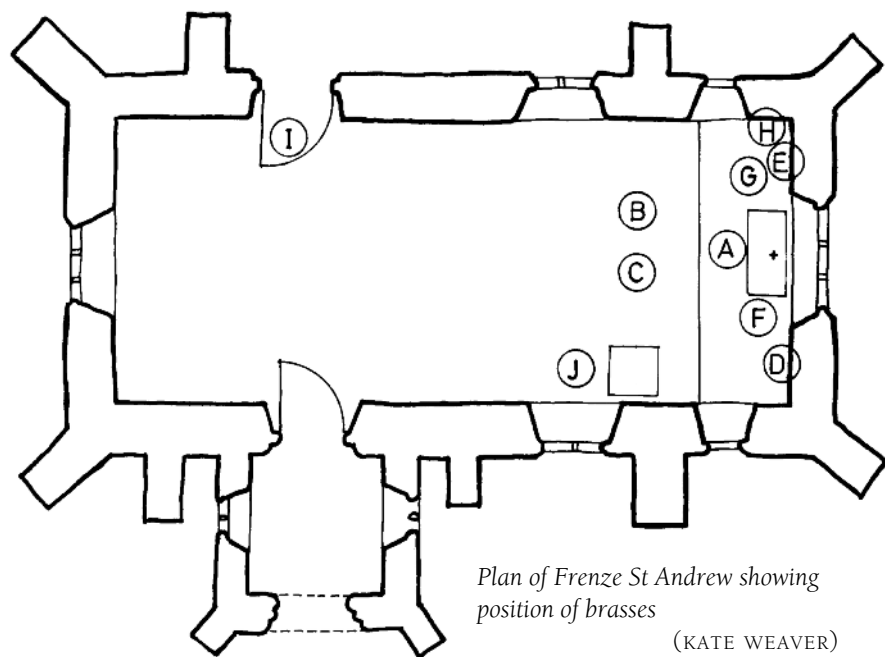 I
H
E
G
B
A
C
F
D
J
Plan of Frenze St Andrew showing
position of brasses
(KATE WEAVER)